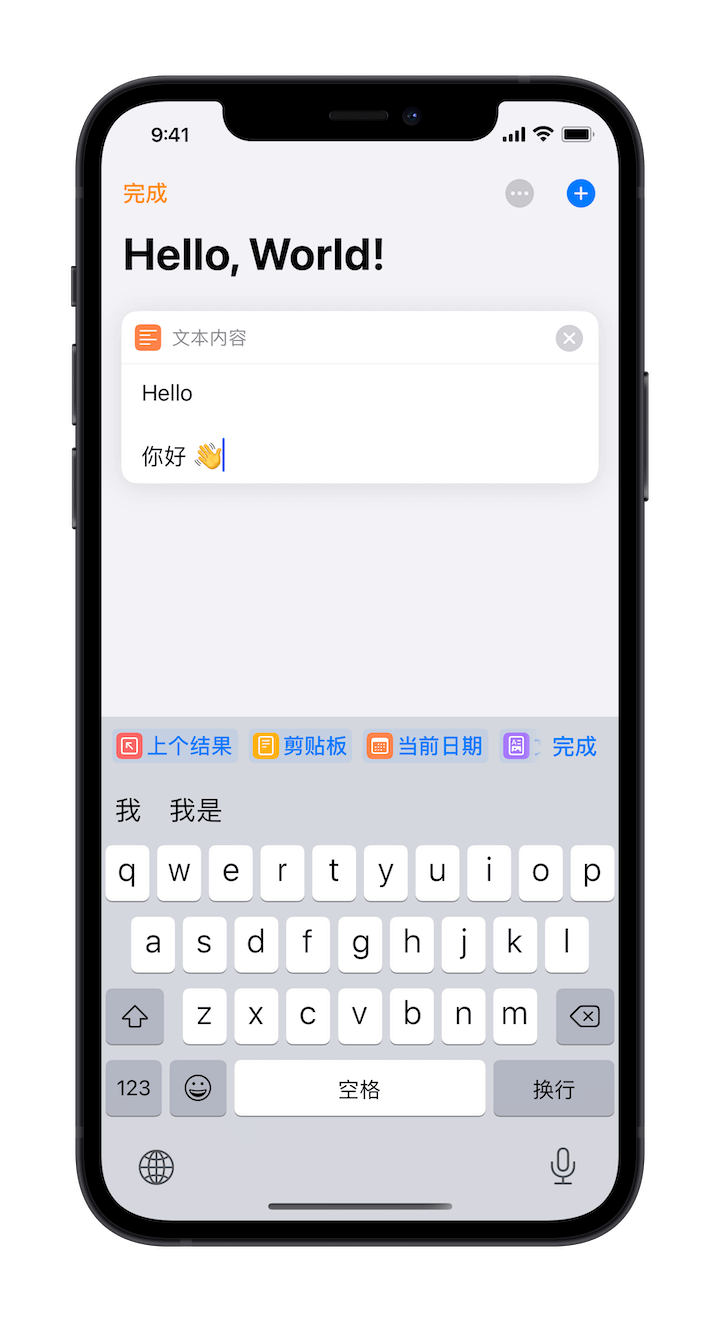 9:41
完成
Hello, World!
文本内容
Hello
你好 👋
上个结果 剪贴板 当前日期 完成
我 我是
q w e r t y u i o p
a s d f g h j k l
z x c v b n m
123 空格 换行